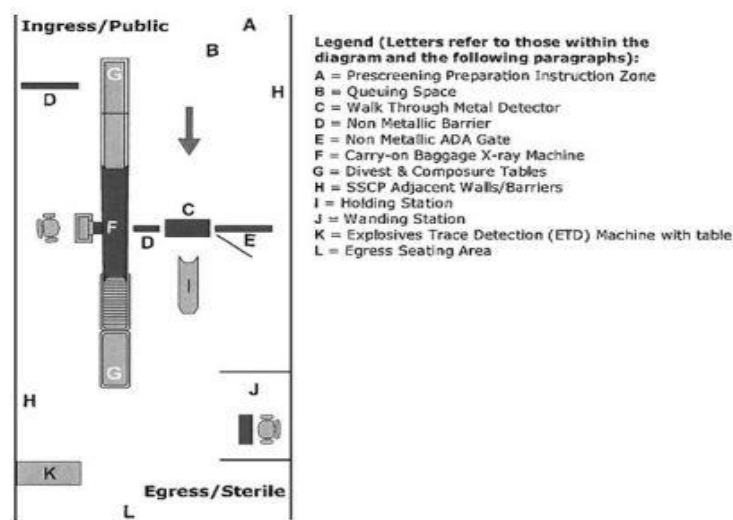 Ingress/Public
A
B
G
D
H
C
F
D
E
I
G
H
J
K
Egress/Sterile
L
Legend (Letters refer to those within the
diagram and the following paragraphs):
A = Prescreening Preparation Instruction Zone
B = Queuing Space
C = Walk Through Metal Detector
D = Non Metallic Barrier
E = Non Metallic ADA Gate
F = Carry-on Baggage X-ray Machine
G = Divest & Composure Tables
H = SSCP Adjacent Walls/Barriers
I = Holding Station
J = Wanding Station
K = Explosives Trace Detection (ETD) Machine with table
L = Egress Seating Area